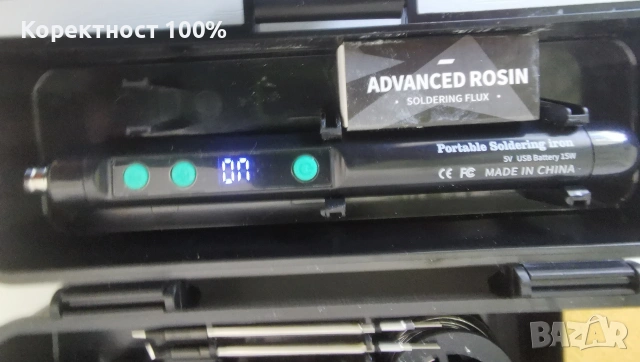 Коректност 100%
ADVANCED ROSIN
SOLDERING FLUX
Portable Soldering iron
5V USB Battery 15W
CE FC MADE IN CHINA
ON
BAZAR